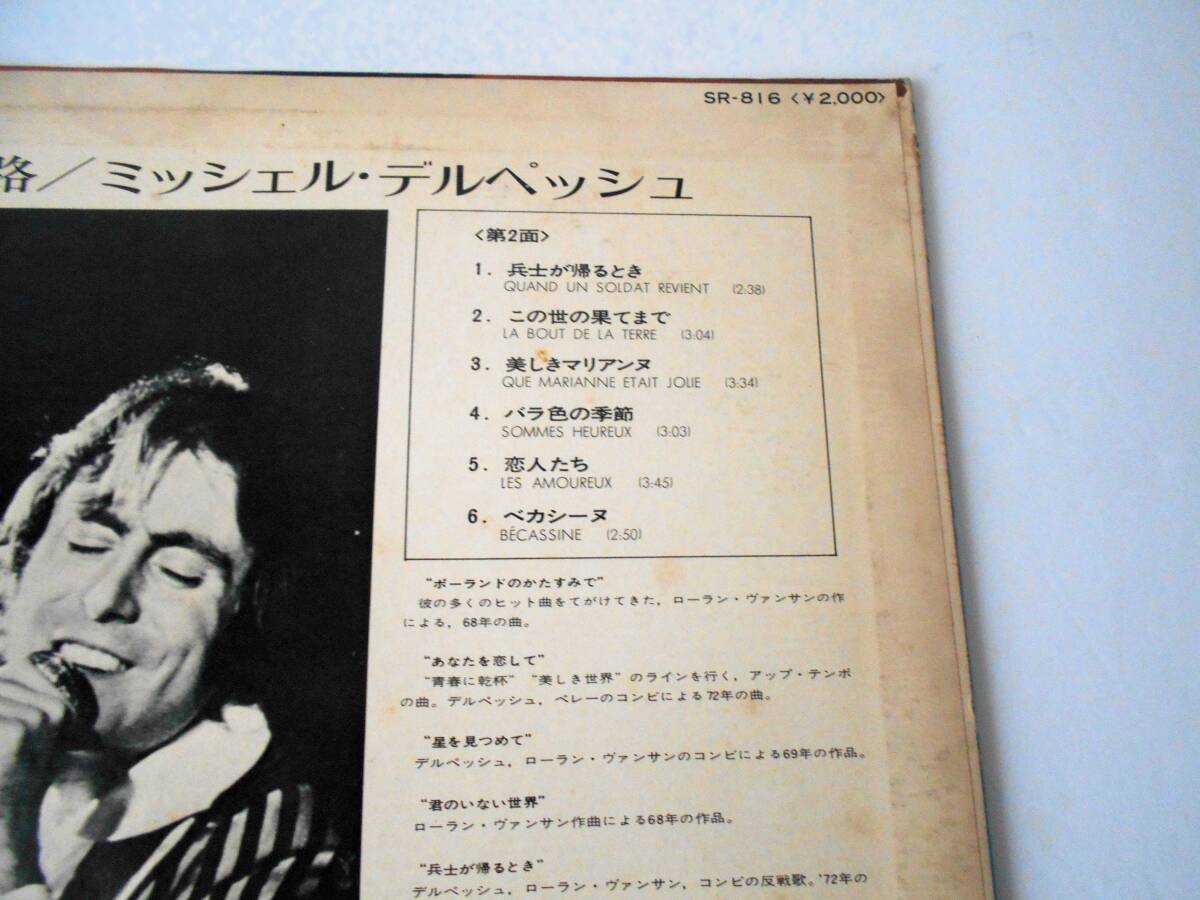 SR-816 〈¥2,000〉
路/ミッシェル・デルペッシュ
〈第2面〉
1. 兵士が帰るとき
QUAND UN SOLDAT REVIENT (2:38)
2. この世の果てまで
LA BOUT DE LA TERRE (3:04)
3. 美しきマリアンヌ
QUE MARIANNE ETAIT JOLIE (3:34)
4. バラ色の季節
SOMMES HEUREUX (3:03)
5. 恋人たち
LES AMOUREUX (3:45)
6. ベカシーヌ
BÉCASSINE (2:50)
“ポーランドのかたすみで”
彼の多くのヒット曲をてがけてきた,ローラン・ヴァンサンの作
による,68年の曲。
“あなたを恋して”
“青春に乾杯” “美しき世界”のラインを行く,アップ・テンポ
の曲。デルペッシュ,ペレーのコンビによる72年の曲。
“星を見つめて”
デルペッシュ,ローラン・ヴァンサンのコンビによる69年の作品。
“君のいない世界”
ローラン・ヴァンサン作曲による68年の作品。
“兵士が帰るとき”
デルペッシュ,ローラン・ヴァンサン,コンビの反戦歌。'72年の